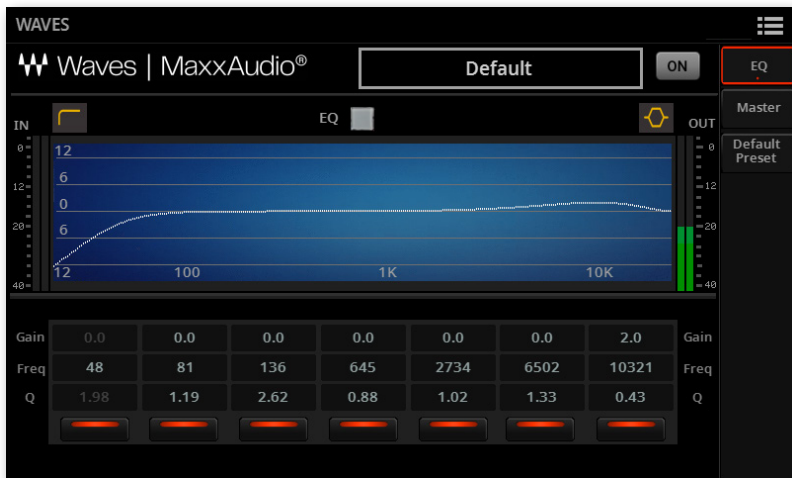 WAVES
Waves | MaxxAudio®
Default
ON
EQ
Master
Default
Preset
EQ
IN
OUT
0
12
20
40
12
6
0
6
12
100
1K
10K
0
12
20
40
Gain 0.0 0.0 0.0 0.0 0.0 0.0 2.0 Gain
Freq 48 81 136 645 2734 6502 10321 Freq
Q 1.98 1.19 2.62 0.88 1.02 1.33 0.43 Q